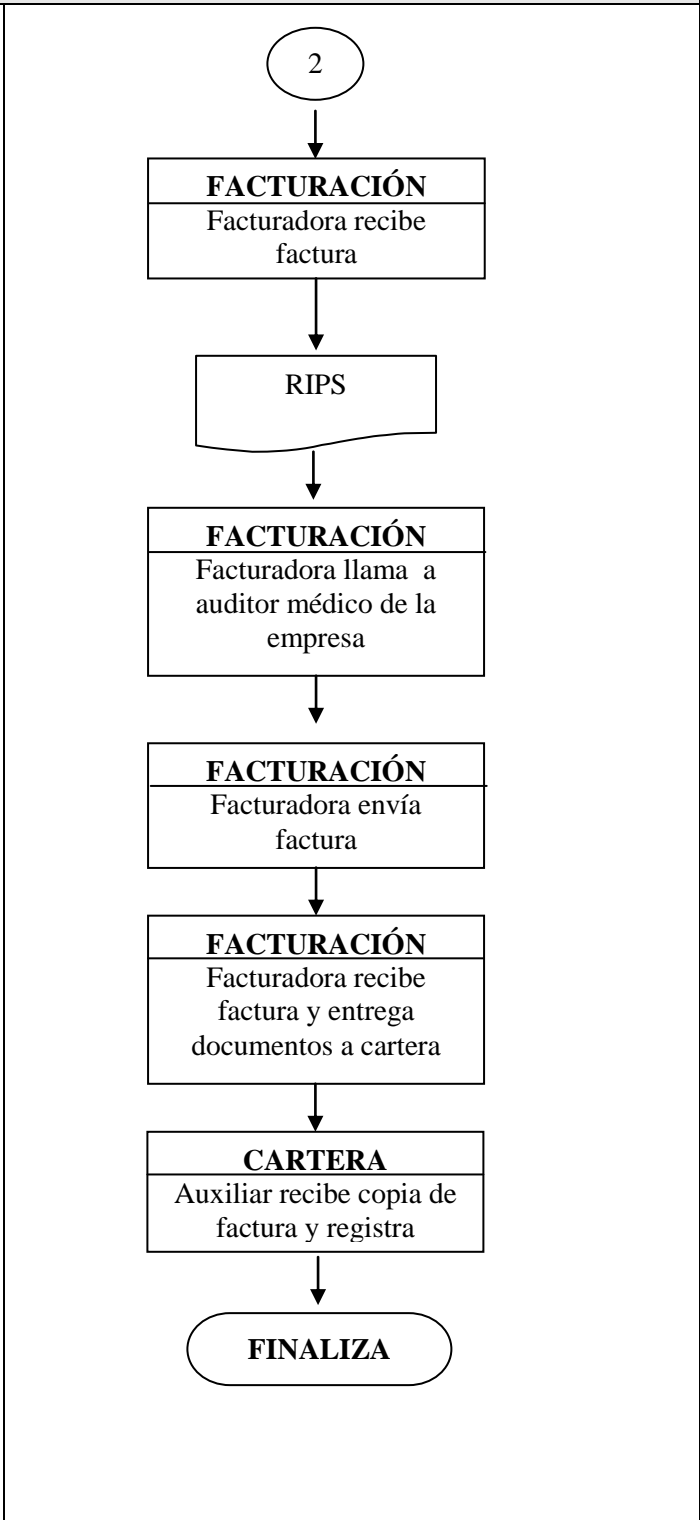 2
FACTURACIÓN
Facturadora recibe
factura
RIPS
FACTURACIÓN
Facturadora llama  a
auditor médico de la
empresa
FACTURACIÓN
Facturadora envía
factura
FACTURACIÓN
Facturadora recibe
factura y entrega
documentos a cartera
CARTERA
Auxiliar recibe copia de
factura y registra
FINALIZA